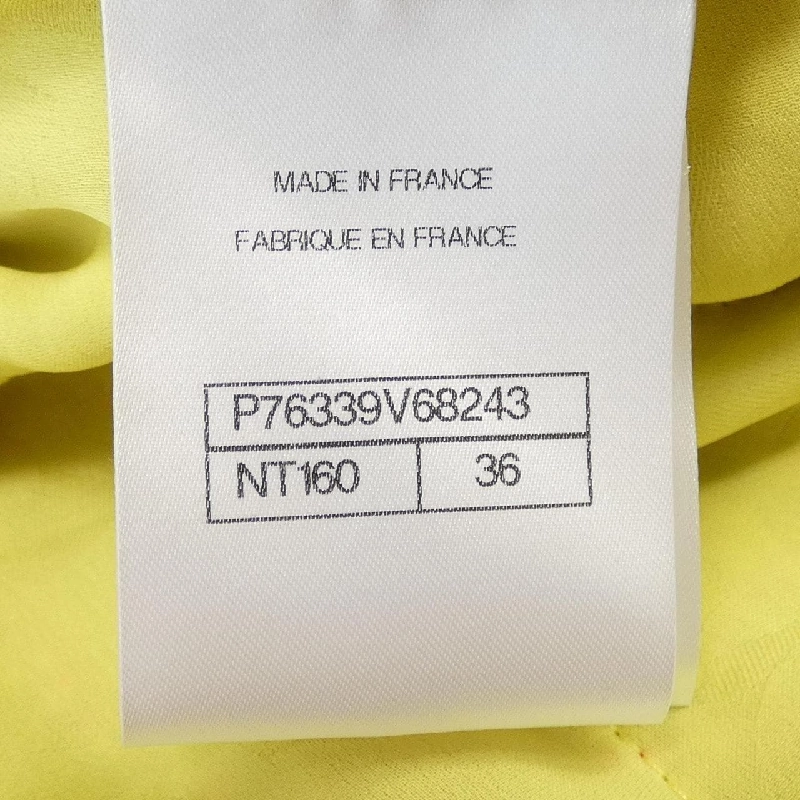 MADE IN FRANCE
FABRIQUE EN FRANCE
P76339V68243
NT160 36